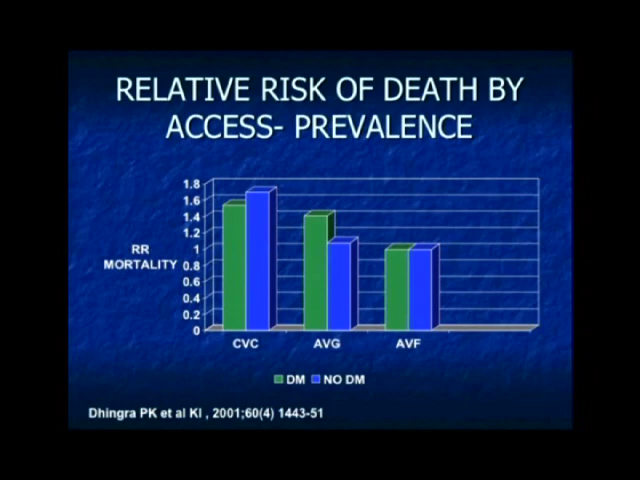 RELATIVE RISK OF DEATH BY
ACCESS- PREVALENCE
1.8
1.6
1.4
1.2
1
0.8
0.6
0.4
0.2
0
RR
MORTALITY
CVC AVG AVF
DM NO DM
Dhingra PK et al KI , 2001;60(4) 1443-51